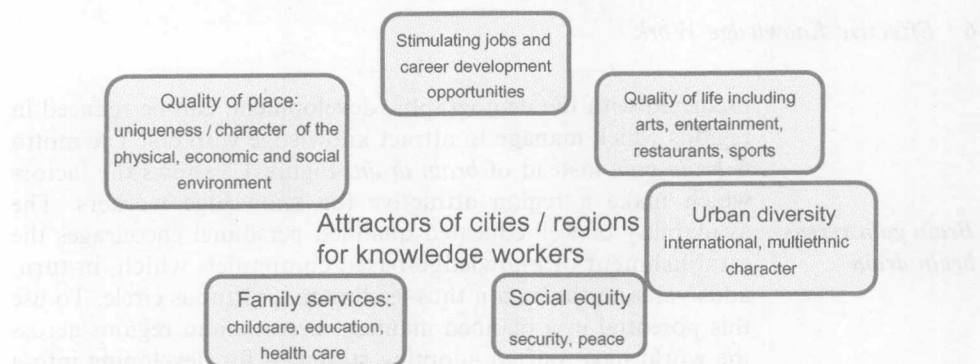 Stimulating jobs and
career development
opportunities
Quality of place:
uniqueness / character of the
physical, economic and social
environment
Quality of life including
arts, entertainment,
restaurants, sports
Attractors of cities / regions
for knowledge workers
Urban diversity
international, multiethnic
character
Family services:
childcare, education,
health care
Social equity
security, peace